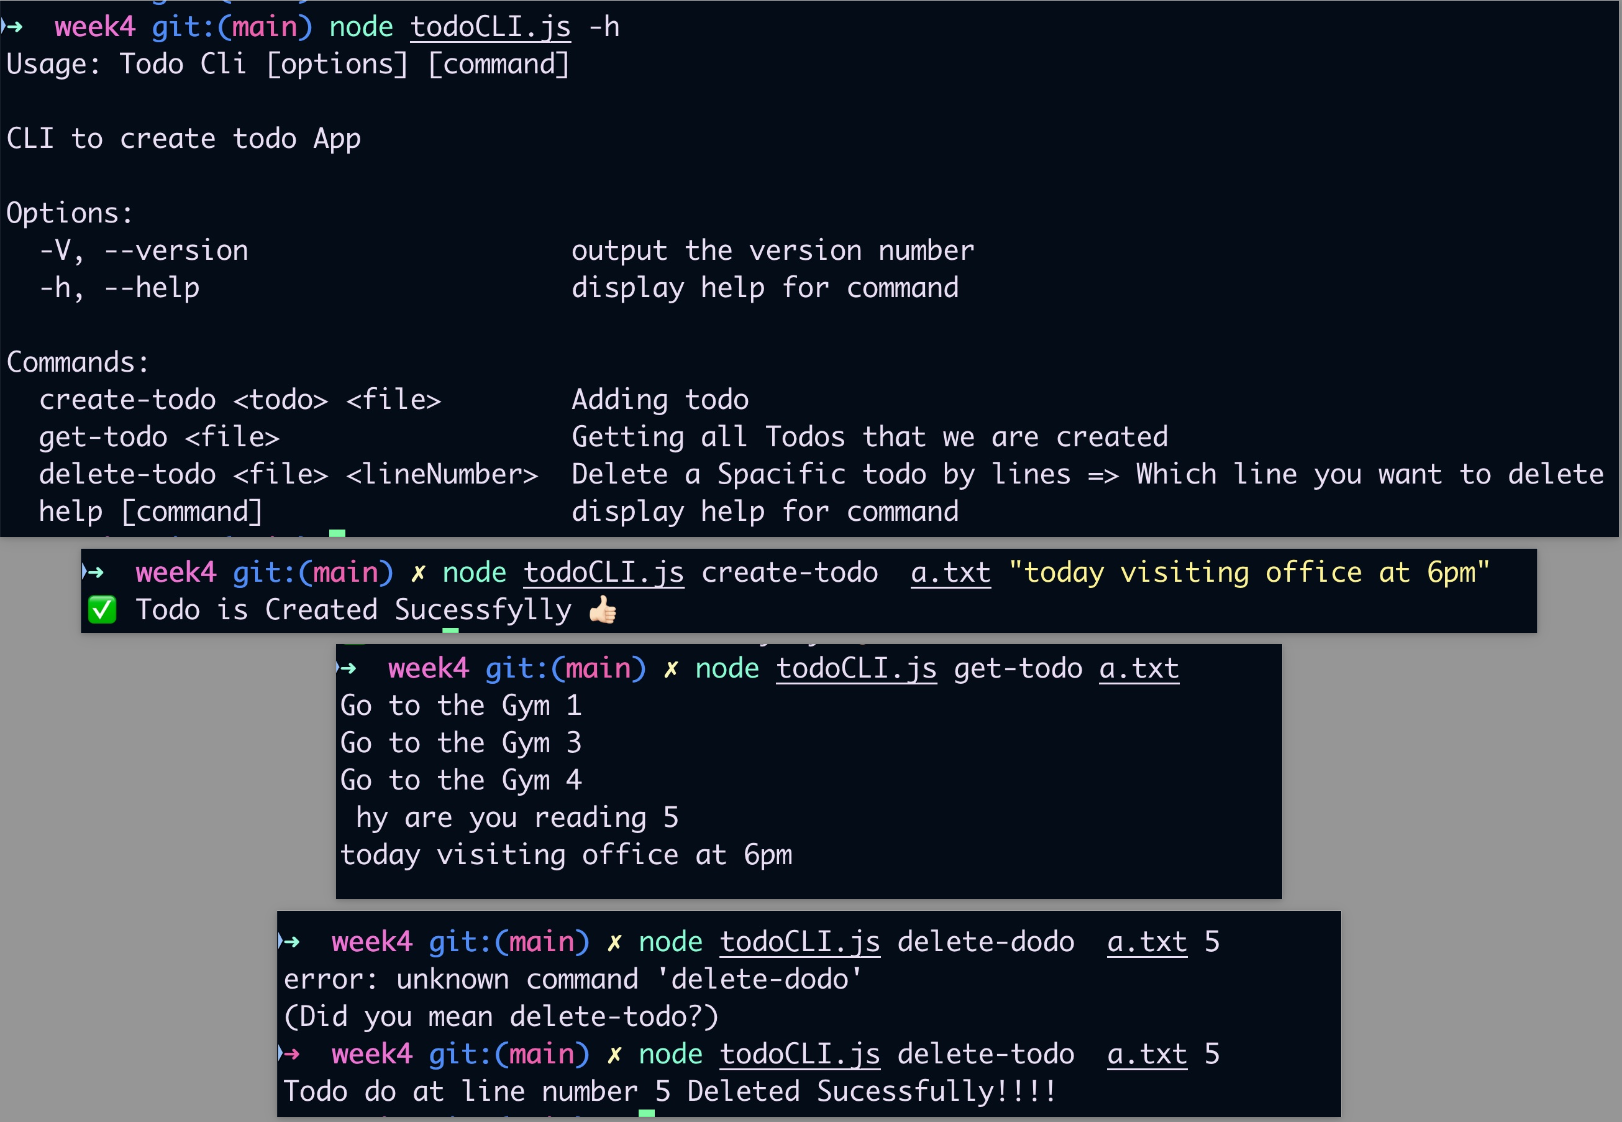 ➜  week4 git:(main) node todoCLI.js -h
Usage: Todo Cli [options] [command]
CLI to create todo App
Options:
  -V, --version                    output the version number
  -h, --help                       display help for command
Commands:
  create-todo <todo> <file>        Adding todo
  get-todo <file>                  Getting all Todos that we are created
  delete-todo <file> <lineNumber>  Delete a Spacific todo by lines => Which line you want to delete
  help [command]                   display help for command
➜  week4 git:(main) ✗ node todoCLI.js create-todo  a.txt "today visiting office at 6pm"
✅ Todo is Created Sucessfylly 👍🏻
➜  week4 git:(main) ✗ node todoCLI.js get-todo a.txt
Go to the Gym 1
Go to the Gym 3
Go to the Gym 4
 hy are you reading 5
today visiting office at 6pm
➜  week4 git:(main) ✗ node todoCLI.js delete-dodo  a.txt 5
error: unknown command 'delete-dodo'
(Did you mean delete-todo?)
➜  week4 git:(main) ✗ node todoCLI.js delete-todo  a.txt 5
Todo do at line number 5 Deleted Sucessfully!!!!